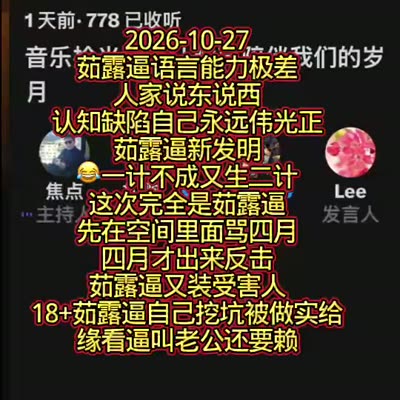 1天前·778 已收听
2026-10-27
茹露逼语言能力极差
音乐 陪伴我们的岁
月
人家说东说西
认知缺陷自己永远伟光正
茹露逼新发明
😂一计不成又生二计
焦点
Lee
这次完全是茹露逼
主持人
发言人
先在空间里面骂四月
四月才出来反击
茹露逼又装受害人
18+茹露逼自己挖坑被做实给
缘看逼叫老公还要赖